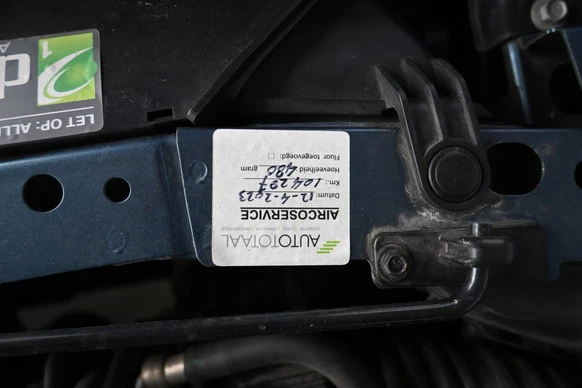 AUTOTOTAAL
AIRCOSERVICE
Datum: 12-4-2023
Km.: 104297
Hoeveelheid 480 gram
Fluor toegevoegd: ☐
LET OP: ALL